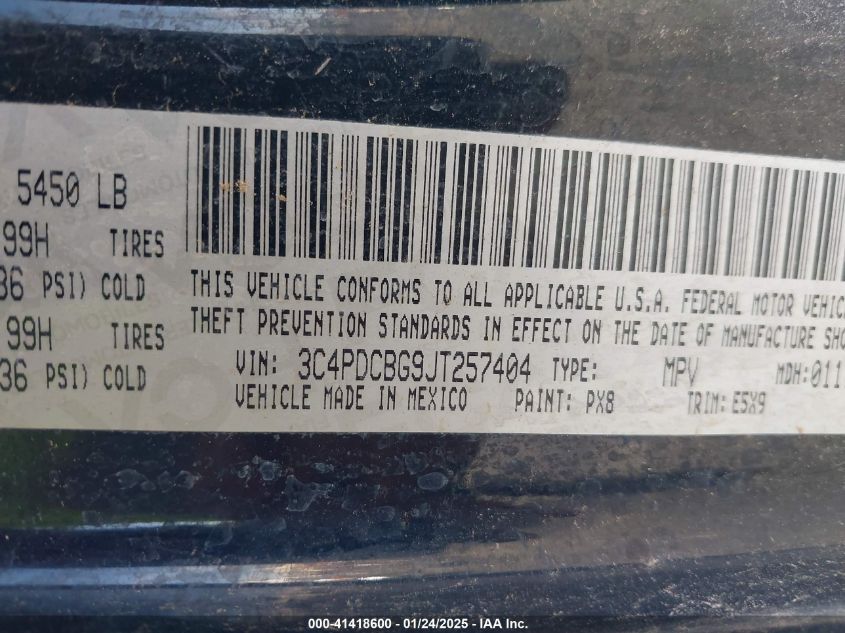 5450 LB
99H TIRES
36 PSI) COLD
99H TIRES
36 PSI) COLD
THIS VEHICLE CONFORMS TO ALL APPLICABLE U.S.A. FEDERAL MOTOR VEHIC
THEFT PREVENTION STANDARDS IN EFFECT ON THE DATE OF MANUFACTURE SHO
VIN: 3C4PDCBG9JT257404 TYPE: MPV MDH:011
VEHICLE MADE IN MEXICO PAINT: PX8 TRIM: E5X9
000-41418600 - 01/24/2025 - IAA Inc.